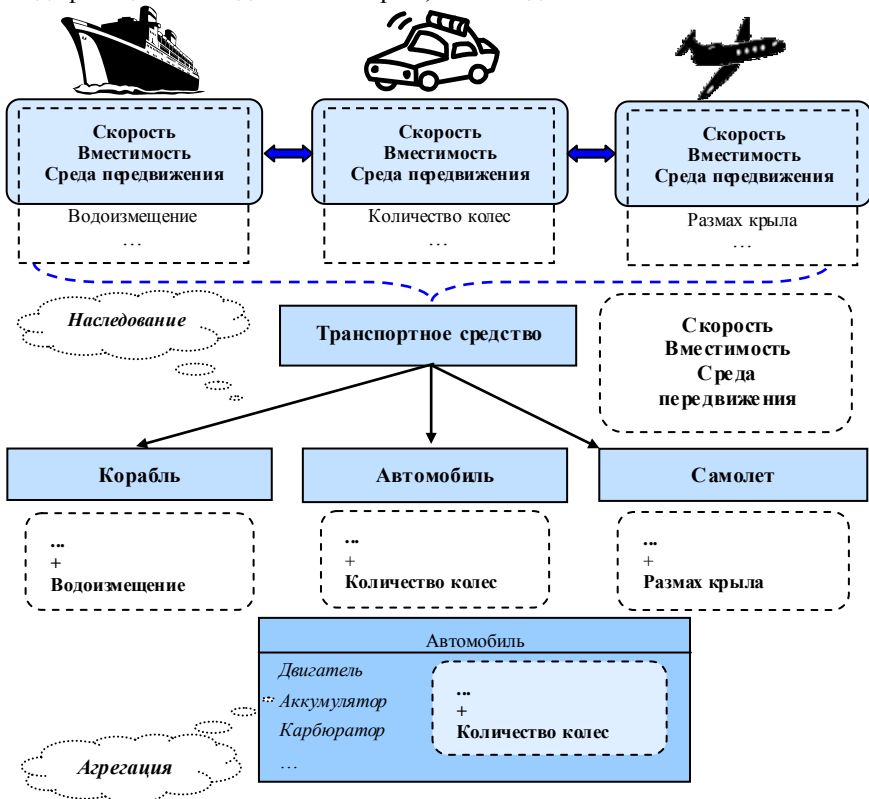 Скорость
Вместимость
Среда передвижения
Водоизмещение
…
Скорость
Вместимость
Среда передвижения
Количество колес
…
Скорость
Вместимость
Среда передвижения
Размах крыла
…
Наследование
Транспортное средство
Скорость
Вместимость
Среда
передвижения
Корабль
Автомобиль
Самолет
...
+
Водоизмещение
...
+
Количество колес
...
+
Размах крыла
Автомобиль
Двигатель
Аккумулятор
Карбюратор
…
...
+
Количество колес
Агрегация